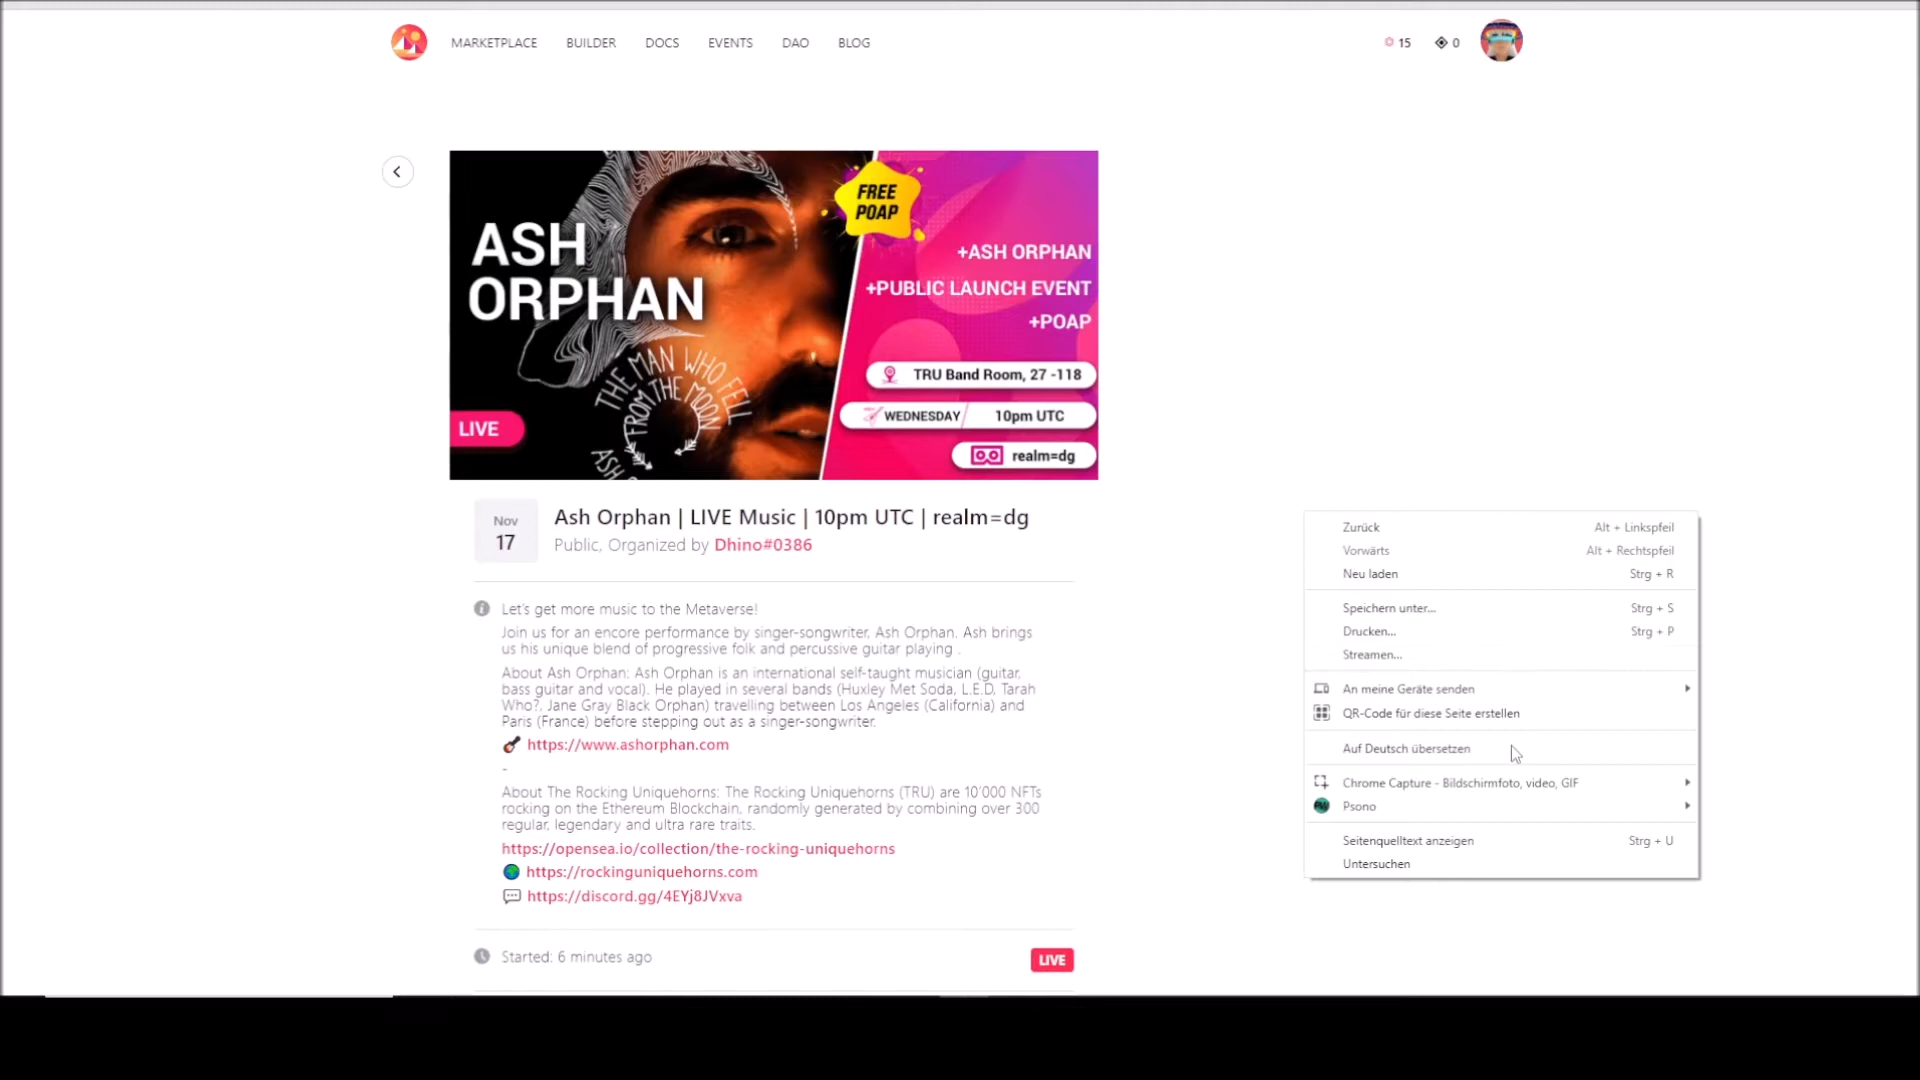 MARKETPLACE BUILDER DOCS EVENTS DAO BLOG 15 0
FREE
POAP
ASH
ORPHAN
+ASH ORPHAN
+PUBLIC LAUNCH EVENT
+POAP
THE MAN WHO FELL
FROM THE MOON
ASH
TRU Band Room, 27 -118
WEDNESDAY 10pm UTC
realm=dg
LIVE
Nov
17
Ash Orphan | LIVE Music | 10pm UTC | realm=dg
Public, Organized by Dhino#0386
Let's get more music to the Metaverse!
Join us for an encore performance by singer-songwriter, Ash Orphan. Ash brings
us his unique blend of progressive folk and percussive guitar playing .
About Ash Orphan: Ash Orphan is an international self-taught musician (guitar,
bass guitar and vocal). He played in several bands (Huxley Met Soda, L.E.D, Tarah
Who?, Jane Gray Black Orphan) travelling between Los Angeles (California) and
Paris (France) before stepping out as a singer-songwriter.
https://www.ashorphan.com
-
About The Rocking Uniquehorns: The Rocking Uniquehorns (TRU) are 10'000 NFTs
rocking on the Ethereum Blockchain, randomly generated by combining over 300
regular, legendary and ultra rare traits.
https://opensea.io/collection/the-rocking-uniquehorns
https://rockinguniquehorns.com
https://discord.gg/4EYj8JVxva
Started: 6 minutes ago
LIVE
Zurück Alt + Linkspfeil
Vorwärts Alt + Rechtspfeil
Neu laden Strg + R
Speichern unter... Strg + S
Drucken... Strg + P
Streamen...
An meine Geräte senden
QR-Code für diese Seite erstellen
Auf Deutsch übersetzen
Chrome Capture - Bildschirmfoto, video, GIF
Psono
Seitenquelltext anzeigen Strg + U
Untersuchen